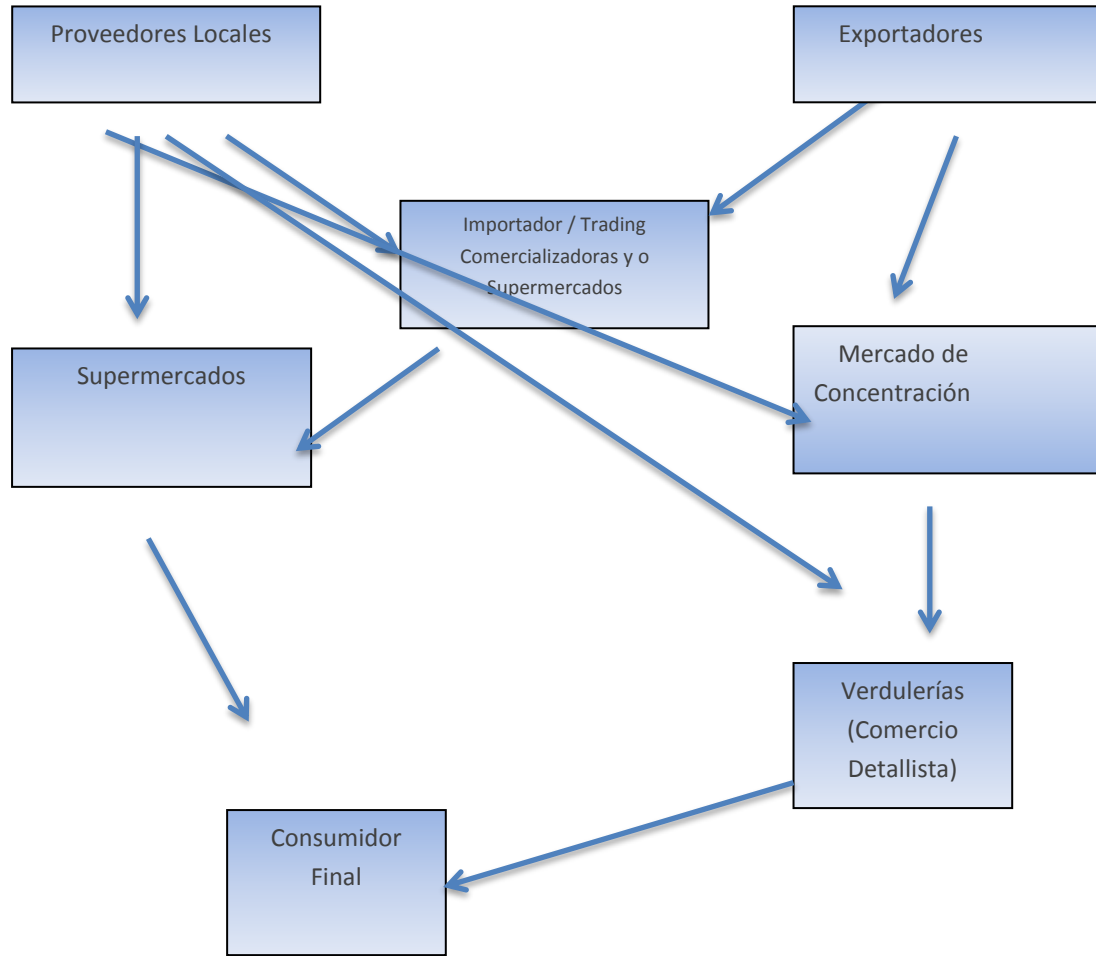 Proveedores Locales
Exportadores
Importador / Trading
Comercializadoras y o
Supermercados
Supermercados
Mercado de
Concentración
Verdulerías
(Comercio
Detallista)
Consumidor
Final